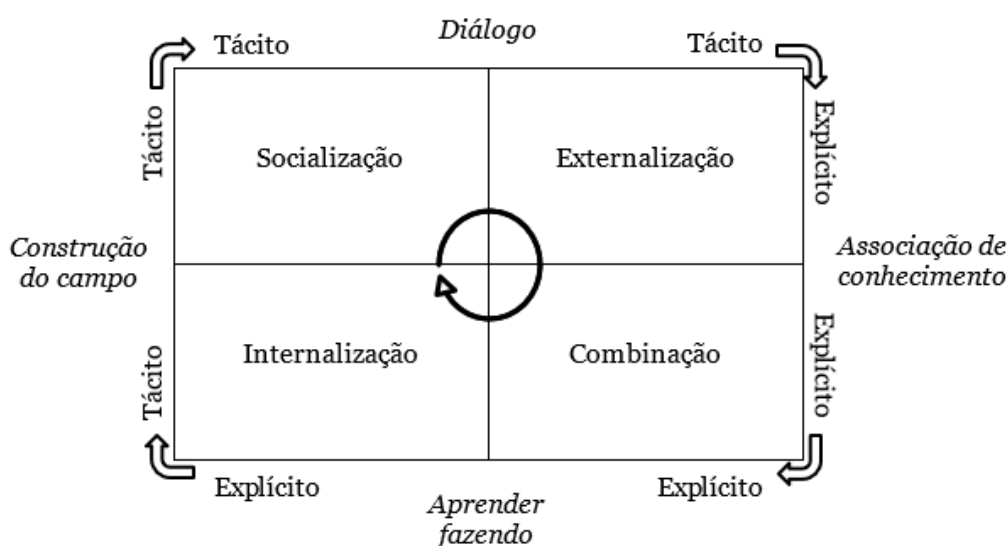 Diálogo
Tácito
Tácito
Tácito
Explícito
Socialização
Externalização
Construção
do campo
Associação de
conhecimento
Internalização
Combinação
Tácito
Explícito
Explícito
Explícito
Aprender
fazendo